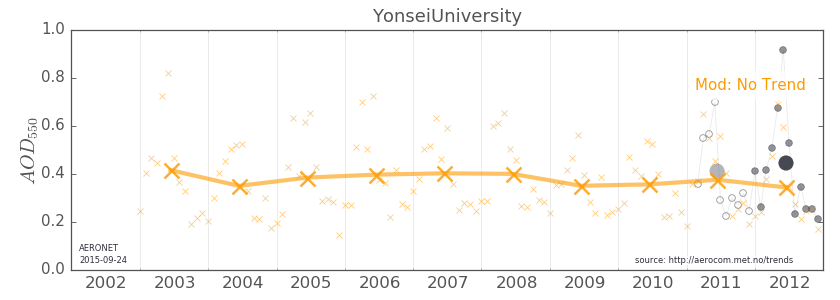 YonseiUniversity
1.0
0.8
0.6
0.4
0.2
0.0
AOD550
Mod: No Trend
AERONET
2015-09-24
source: http://aerocom.met.no/trends
2002 2003 2004 2005 2006 2007 2008 2009 2010 2011 2012